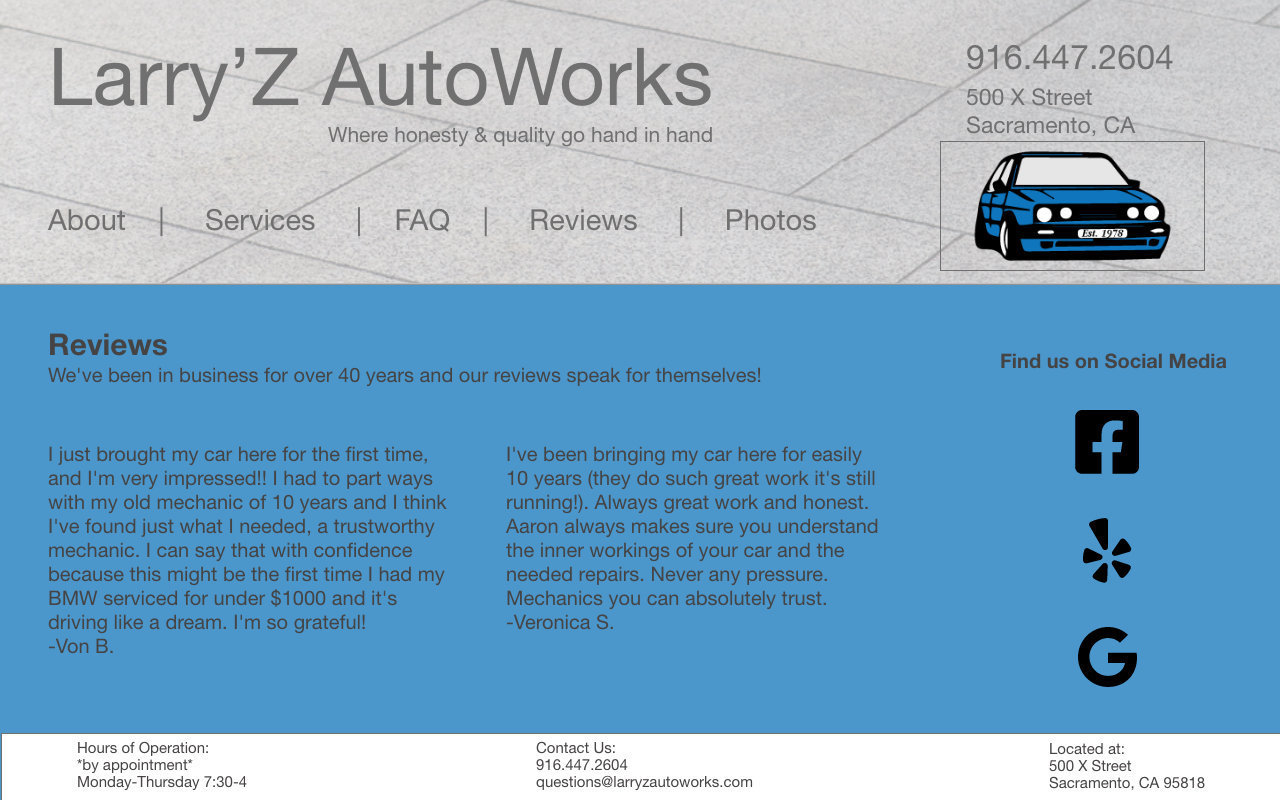 Larry’Z AutoWorks
Where honesty & quality go hand in hand
916.447.2604
500 X Street
Sacramento, CA
Est. 1978
About | Services | FAQ | Reviews | Photos
Reviews
We've been in business for over 40 years and our reviews speak for themselves!
I just brought my car here for the first time,
and I'm very impressed!! I had to part ways
with my old mechanic of 10 years and I think
I've found just what I needed, a trustworthy
mechanic. I can say that with confidence
because this might be the first time I had my
BMW serviced for under $1000 and it's
driving like a dream. I'm so grateful!
-Von B.
I've been bringing my car here for easily
10 years (they do such great work it's still
running!). Always great work and honest.
Aaron always makes sure you understand
the inner workings of your car and the
needed repairs. Never any pressure.
Mechanics you can absolutely trust.
-Veronica S.
Find us on Social Media
Hours of Operation:
*by appointment*
Monday-Thursday 7:30-4
Contact Us:
916.447.2604
questions@larryzautoworks.com
Located at:
500 X Street
Sacramento, CA 95818